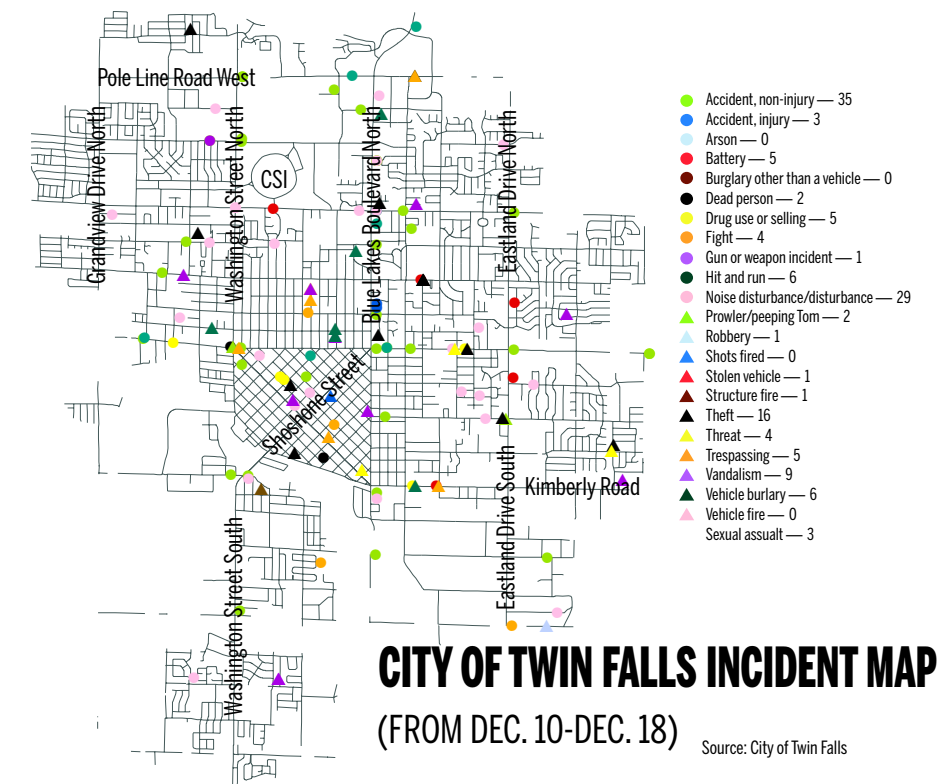 Pole Line Road West
Grandview Drive North
Washington Street North
CSI
Blue Lakes Boulevard North
Eastland Drive North
Shoshone Street
Kimberly Road
Washington Street South
Eastland Drive South
Accident, non-injury — 35
Accident, injury — 3
Arson — 0
Battery — 5
Burglary other than a vehicle — 0
Dead person — 2
Drug use or selling — 5
Fight — 4
Gun or weapon incident — 1
Hit and run — 6
Noise disturbance/disturbance — 29
Prowler/peeping Tom — 2
Robbery — 1
Shots fired — 0
Stolen vehicle — 1
Structure fire — 1
Theft — 16
Threat — 4
Trespassing — 5
Vandalism — 9
Vehicle burlary — 6
Vehicle fire — 0
Sexual assualt — 3
CITY OF TWIN FALLS INCIDENT MAP
(FROM DEC. 10-DEC. 18)
Source: City of Twin Falls